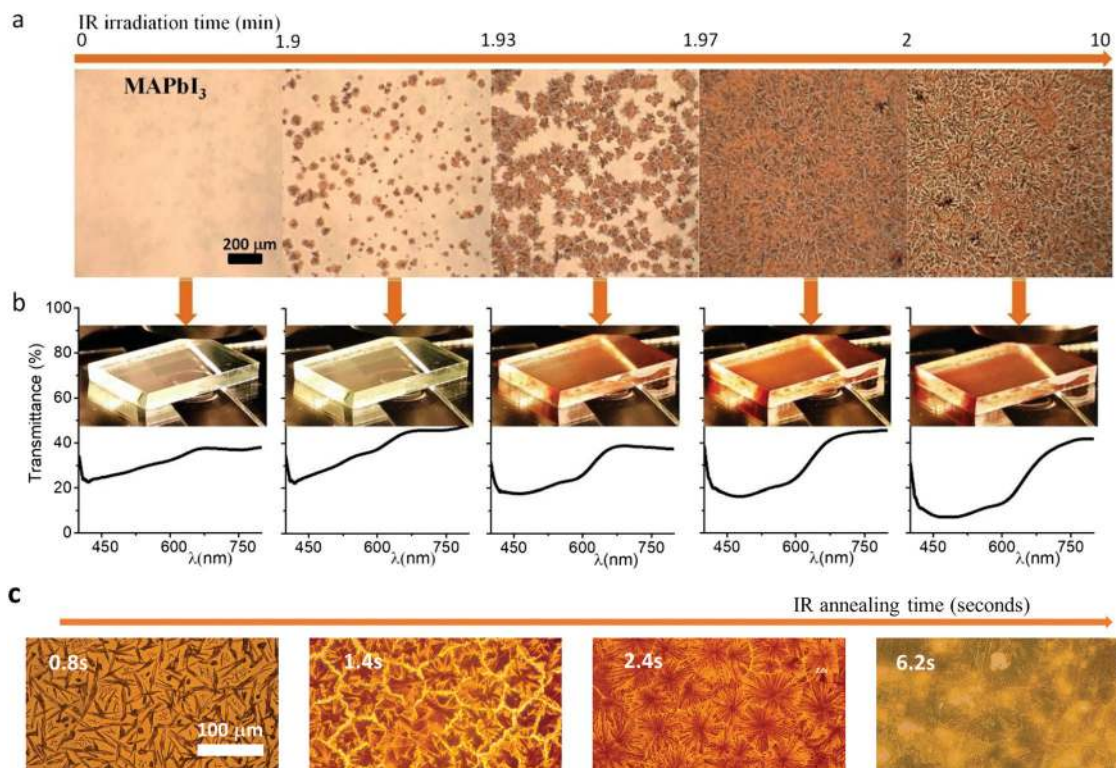 a
IR irradiation time (min)
0 1.9 1.93 1.97 2 10
MAPbI₃
200 μm
b
100
80
60
40
20
0
Transmittance (%)
450 600 750 450 600 750 450 600 750 450 600 750 450 600 750
λ(nm) λ(nm) λ(nm) λ(nm) λ(nm)
c
IR annealing time (seconds)
0.8s 1.4s 2.4s 6.2s
100 μm